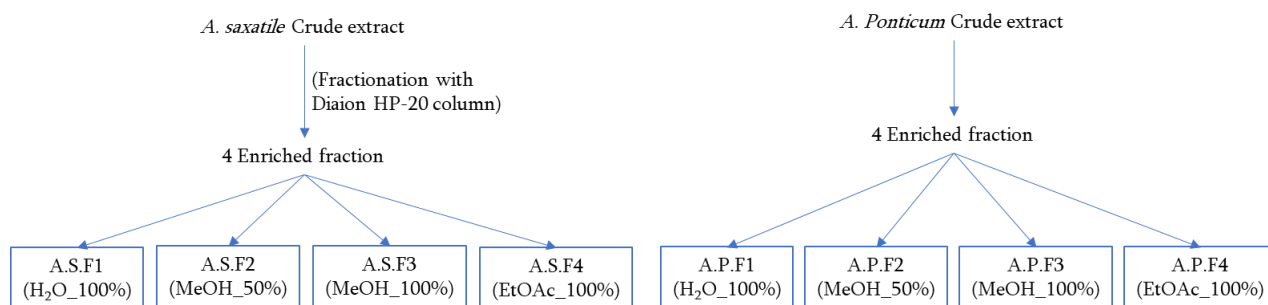 A. saxatile Crude extract
(Fractionation with
Diaion HP-20 column)
4 Enriched fraction
A.S.F1
(H₂O_100%)
A.S.F2
(MeOH_50%)
A.S.F3
(MeOH_100%)
A.S.F4
(EtOAc_100%)
A. Ponticum Crude extract
4 Enriched fraction
A.P.F1
(H₂O_100%)
A.P.F2
(MeOH_50%)
A.P.F3
(MeOH_100%)
A.P.F4
(EtOAc_100%)